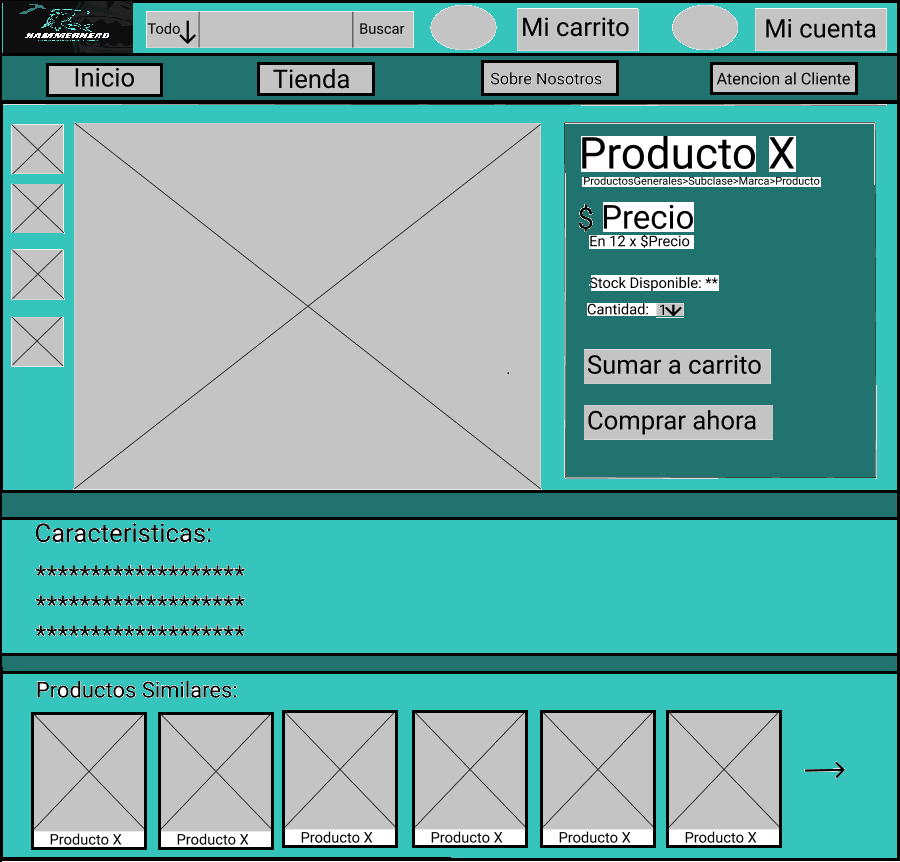 HAMMERHEAD
Todo
Buscar
Mi carrito
Mi cuenta
Inicio
Tienda
Sobre Nosotros
Atencion al Cliente
Producto X
ProductosGenerales>Subclase>Marca>Producto
$ Precio
En 12 x $Precio
Stock Disponible: **
Cantidad: 1
Sumar a carrito
Comprar ahora
Caracteristicas:
*******************
*******************
*******************
Productos Similares:
Producto X
Producto X
Producto X
Producto X
Producto X
Producto X